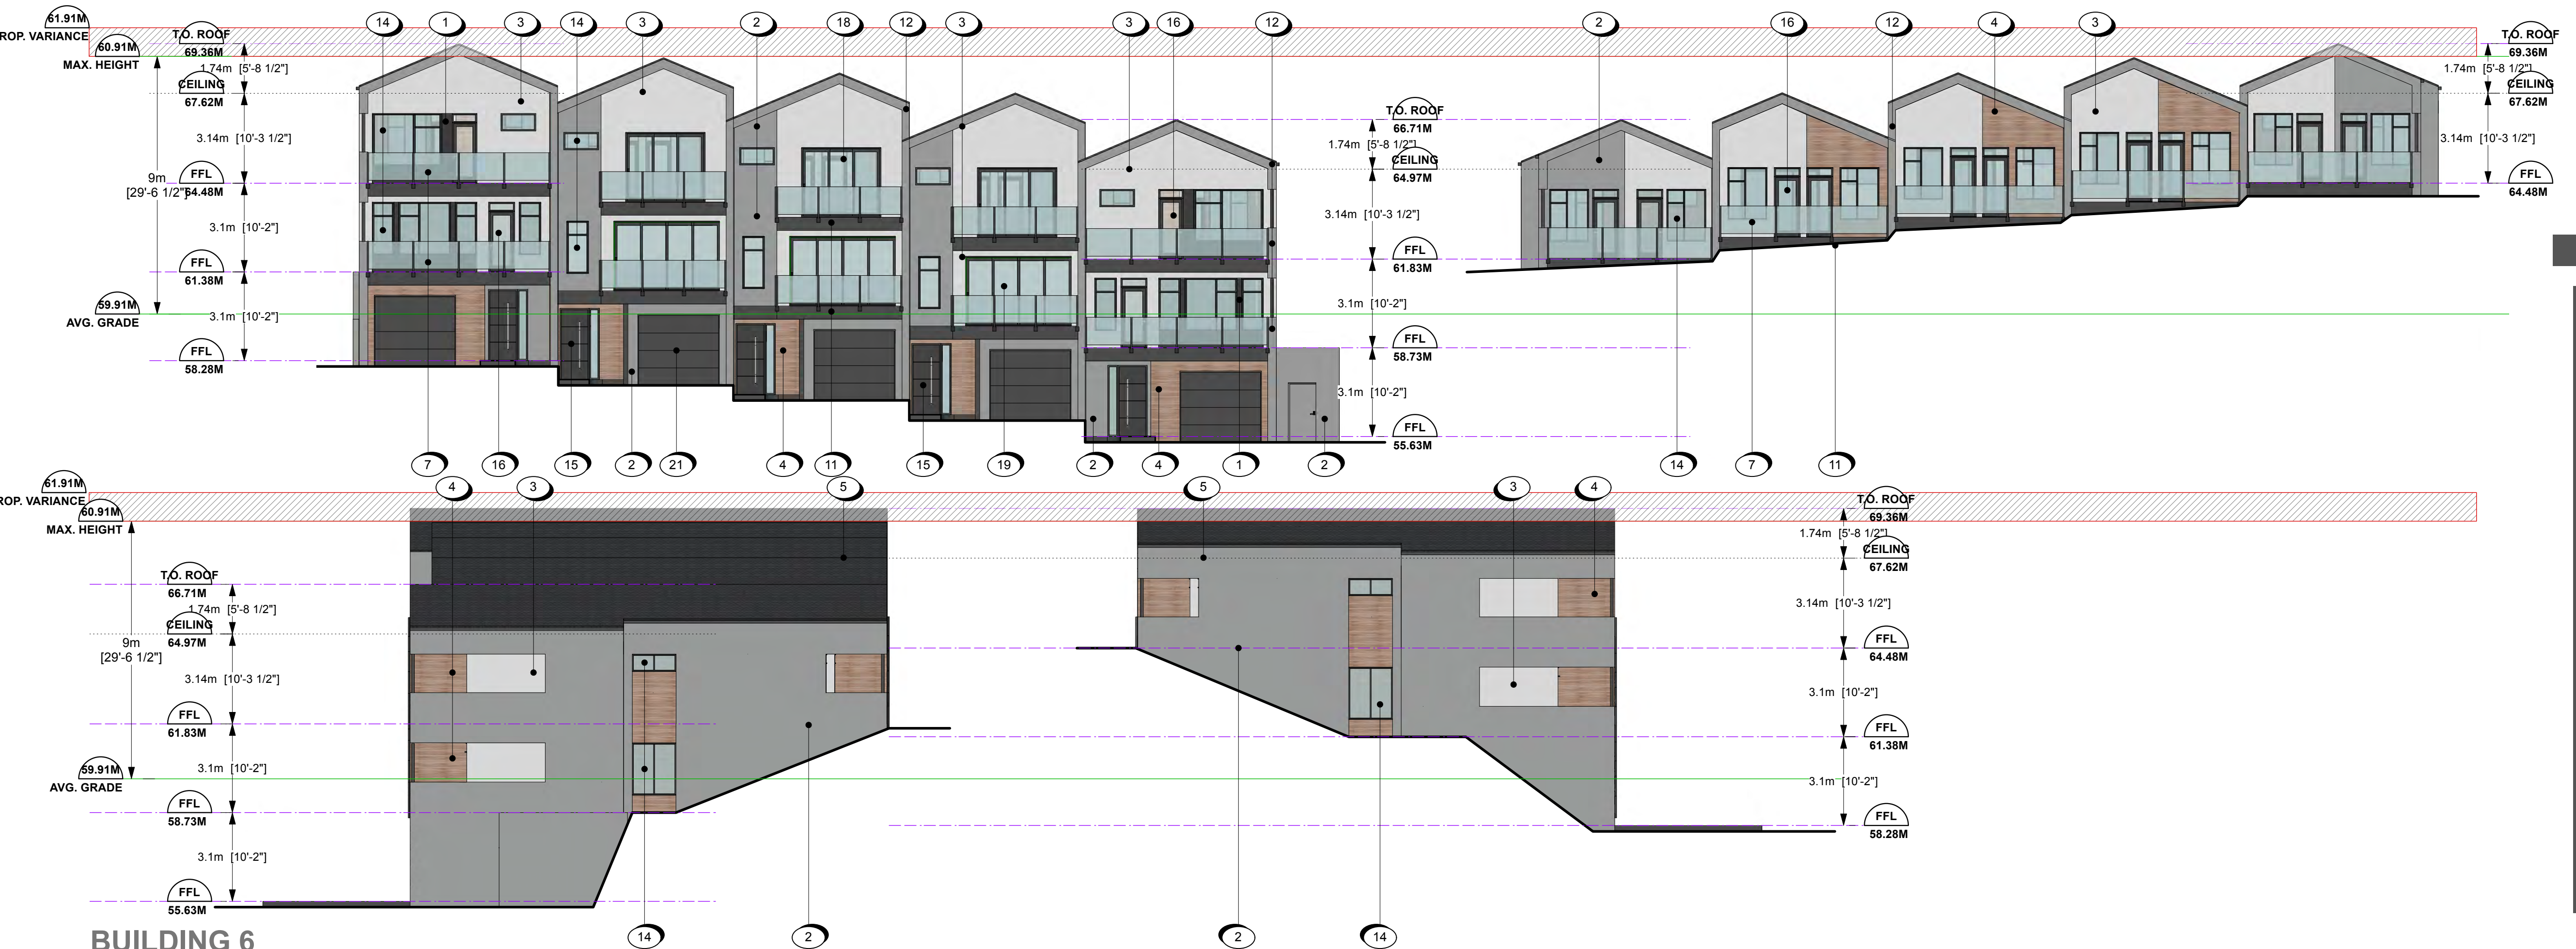 61.91M
ROP. VARIANCE
60.91M
MAX. HEIGHT
9m
[29'-6 1/2"]
59.91M
AVG. GRADE
T.O. ROOF
69.36M
1.74m [5'-8 1/2"]
CEILING
67.62M
3.14m [10'-3 1/2"]
FFL
64.48M
3.1m [10'-2"]
FFL
61.38M
3.1m [10'-2"]
FFL
58.28M
14 1 3 14 3 2 18 12 3 3 16 12
7 16 15 2 21 4 11 15 19 2 4 1 2
T.O. ROOF
66.71M
1.74m [5'-8 1/2"]
CEILING
64.97M
3.14m [10'-3 1/2"]
FFL
61.83M
3.1m [10'-2"]
FFL
58.73M
3.1m [10'-2"]
FFL
55.63M
2 16 12 4 3
14 7 11
T.O. ROOF
69.36M
1.74m [5'-8 1/2"]
CEILING
67.62M
3.14m [10'-3 1/2"]
FFL
64.48M
61.91M
ROP. VARIANCE
60.91M
MAX. HEIGHT
9m
[29'-6 1/2"]
59.91M
AVG. GRADE
T.O. ROOF
66.71M
1.74m [5'-8 1/2"]
CEILING
64.97M
3.14m [10'-3 1/2"]
FFL
61.83M
3.1m [10'-2"]
FFL
58.73M
3.1m [10'-2"]
FFL
55.63M
4 3 5
14 2
5 3 4
2 14
T.O. ROOF
69.36M
1.74m [5'-8 1/2"]
CEILING
67.62M
3.14m [10'-3 1/2"]
FFL
64.48M
3.1m [10'-2"]
FFL
61.38M
3.1m [10'-2"]
FFL
58.28M
BUILDING 6